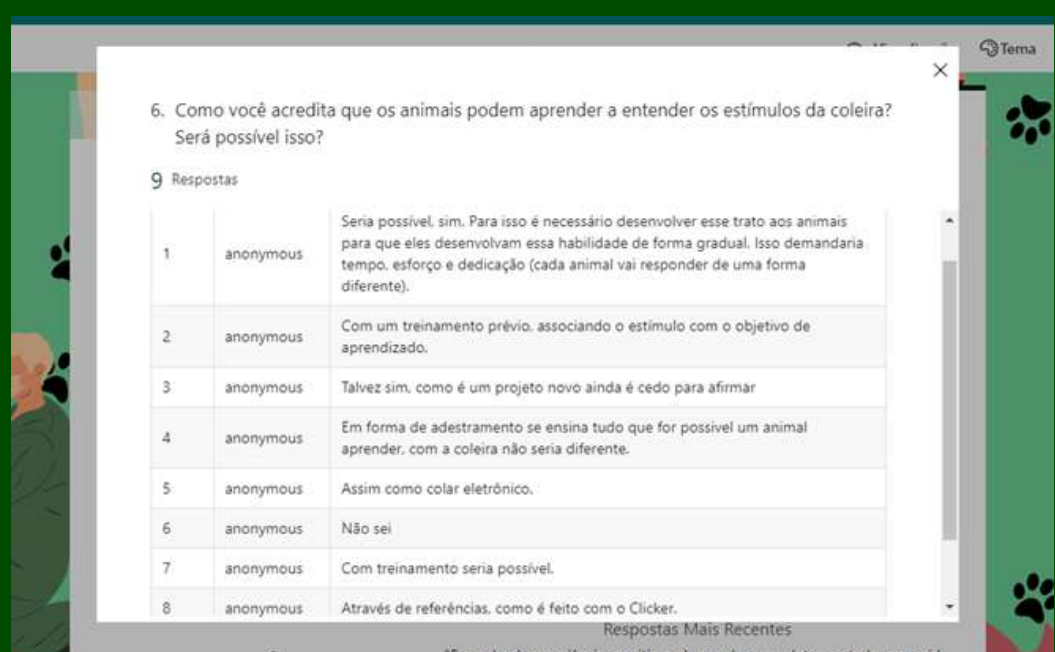 Tema
6. Como você acredita que os animais podem aprender a entender os estímulos da coleira?
Será possível isso?
9 Respostas
1 anonymous Seria possível, sim. Para isso é necessário desenvolver esse trato aos animais
para que eles desenvolvam essa habilidade de forma gradual. Isso demandaria
tempo, esforço e dedicação (cada animal vai responder de uma forma
diferente).
2 anonymous Com um treinamento prévio, associando o estímulo com o objetivo de
aprendizado.
3 anonymous Talvez sim, como é um projeto novo ainda é cedo para afirmar
4 anonymous Em forma de adestramento se ensina tudo que for possivel um animal
aprender, com a coleira não seria diferente.
5 anonymous Assim como colar eletrônico.
6 anonymous Não sei
7 anonymous Com treinamento seria possível.
8 anonymous Através de referências, como é feito com o Clicker.
Respostas Mais Recentes